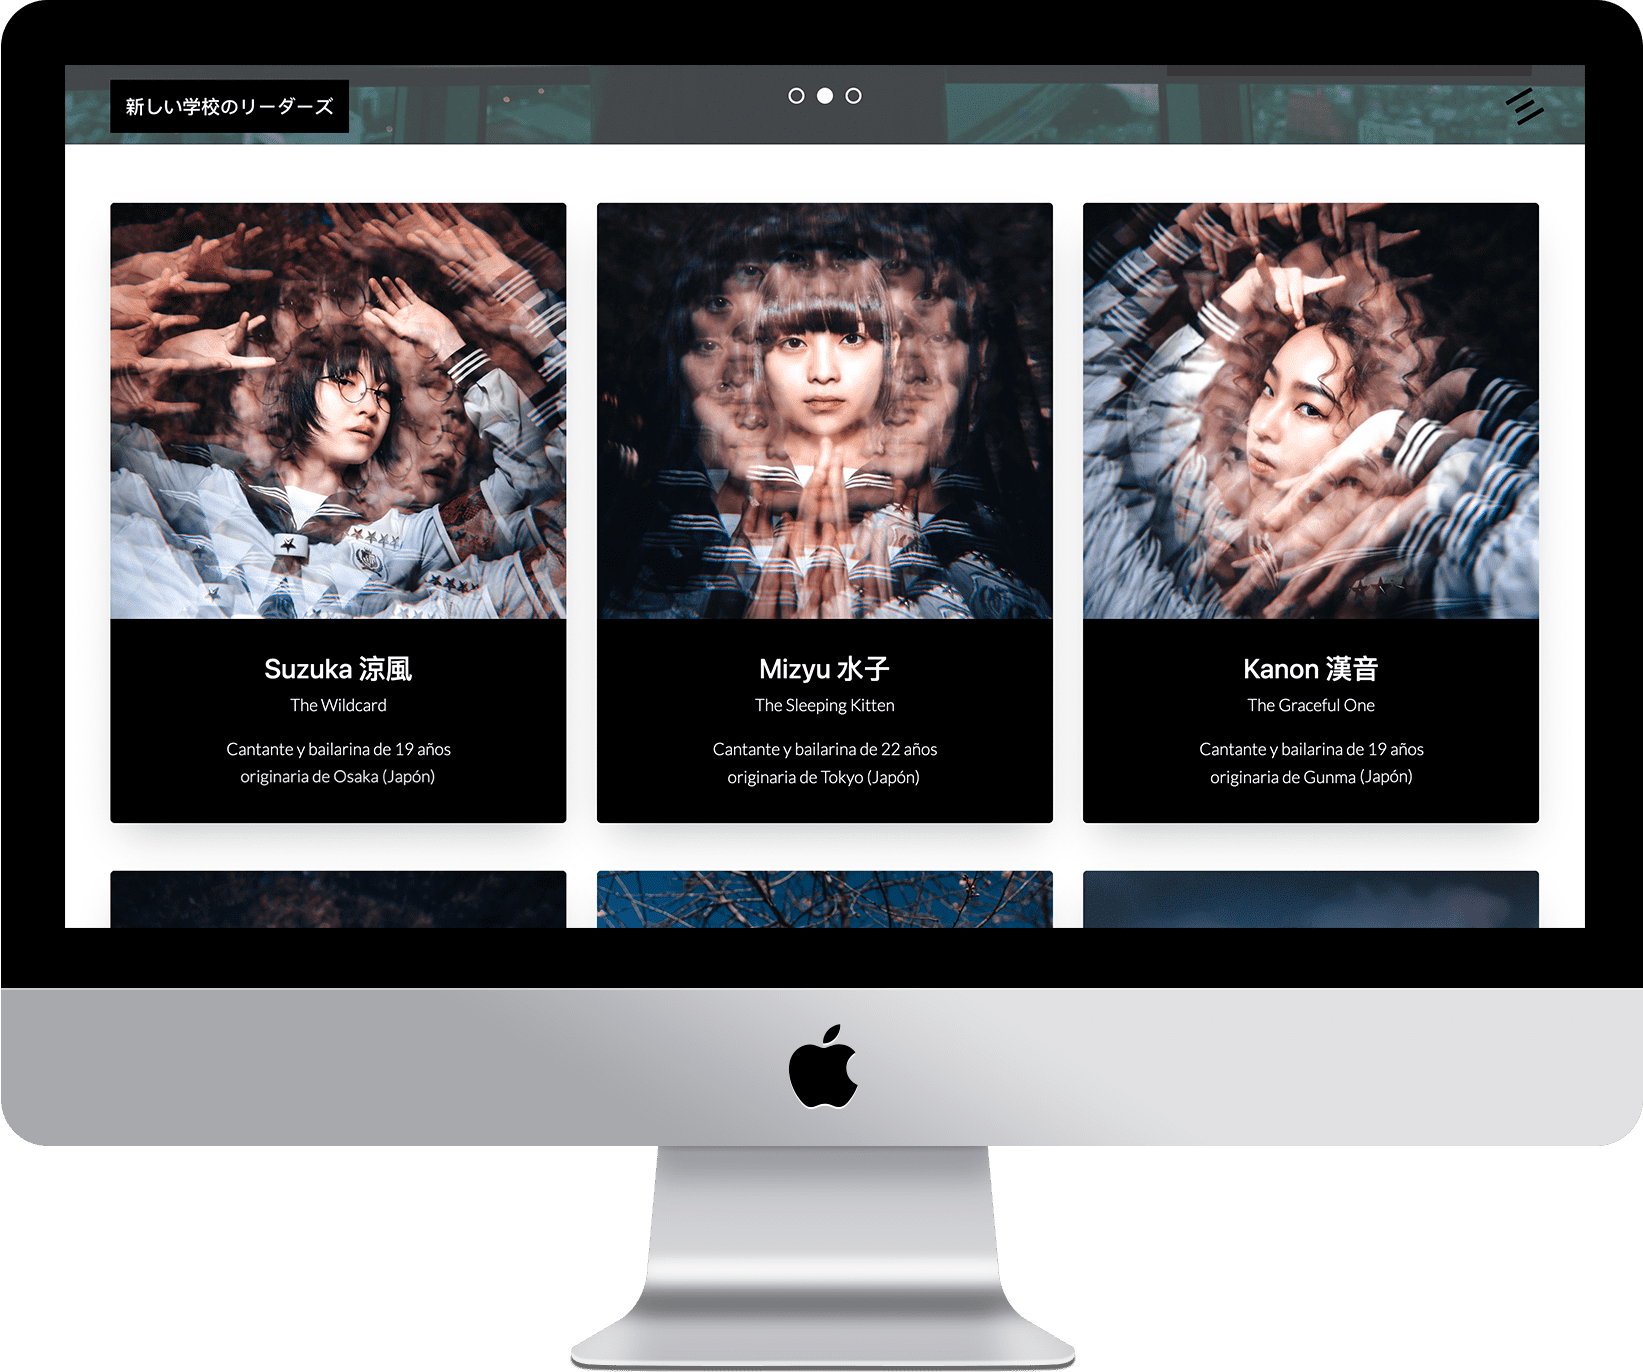 新しい学校のリーダーズ
Suzuka 涼風
The Wildcard
Cantante y bailarina de 19 años
originaria de Osaka (Japón)
Mizyu 水子
The Sleeping Kitten
Cantante y bailarina de 22 años
originaria de Tokyo (Japón)
Kanon 漢音
The Graceful One
Cantante y bailarina de 19 años
originaria de Gunma (Japón)